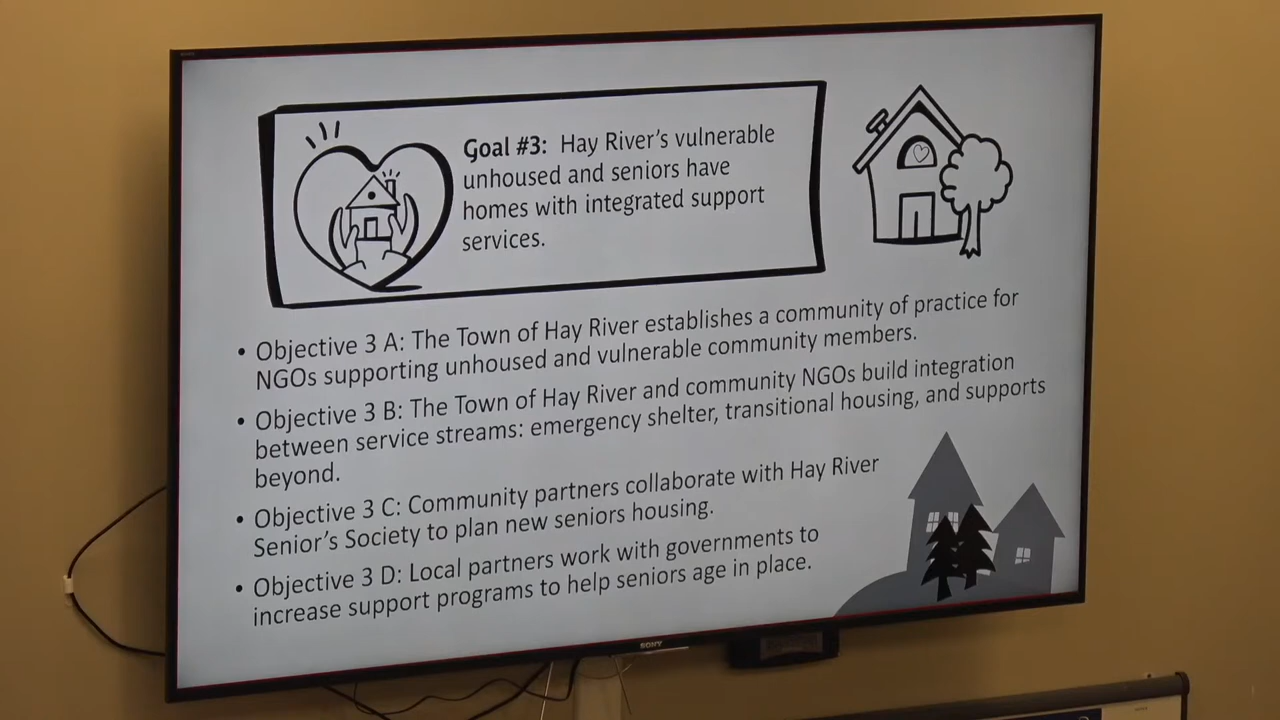 Goal #3: Hay River's vulnerable
unhoused and seniors have
homes with integrated support
services.
• Objective 3 A: The Town of Hay River establishes a community of practice for
NGOs supporting unhoused and vulnerable community members.
• Objective 3 B: The Town of Hay River and community NGOs build integration
between service streams: emergency shelter, transitional housing, and supports
beyond.
• Objective 3 C: Community partners collaborate with Hay River
Senior's Society to plan new seniors housing.
• Objective 3 D: Local partners work with governments to
increase support programs to help seniors age in place.
SONY